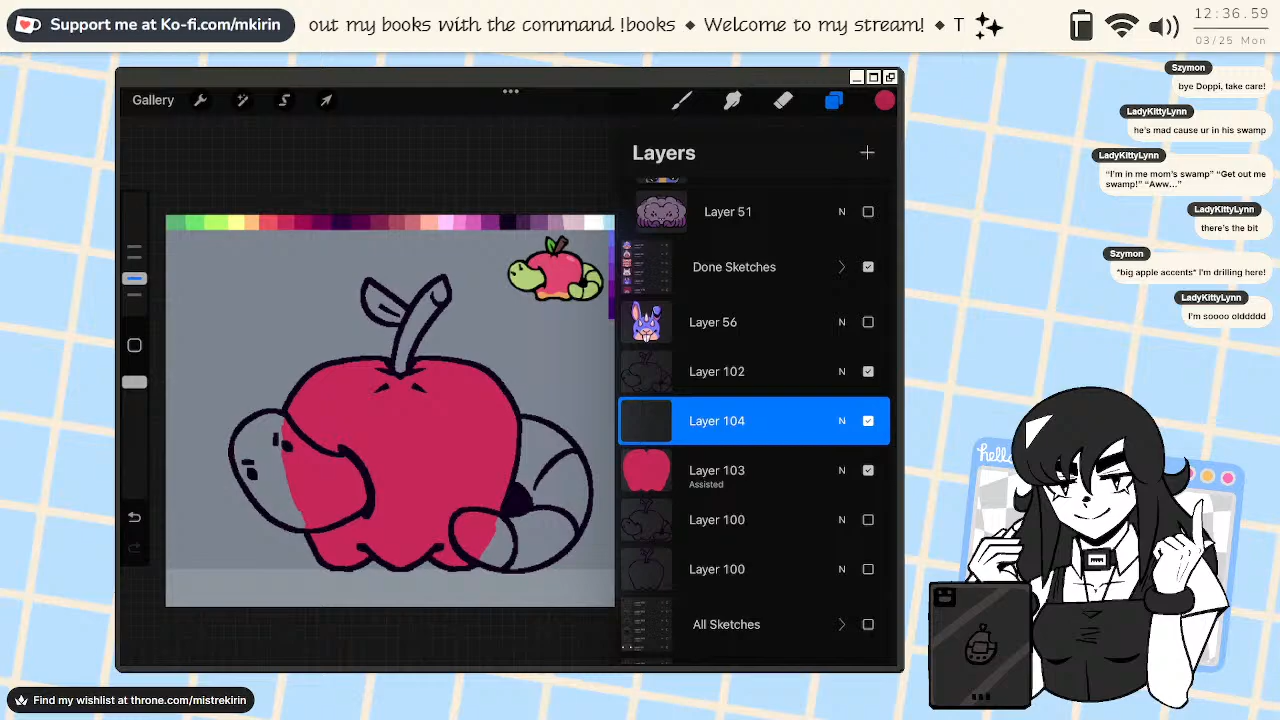 Support me at Ko-fi.com/mkirin
out my books with the command !books ◆ Welcome to my stream! ◆ T
12:36.59
03/25 Mon
Szymon
bye Doppi, take care!
LadyKittyLynn
he's mad cause ur in his swamp
LadyKittyLynn
“I'm in me mom's swamp” “Get out me
swamp!” “Aww…”
LadyKittyLynn
there's the bit
Szymon
*big apple accents* I'm drilling here!
LadyKittyLynn
I'm soooo olddddd
Gallery
Layers
Layer 51
N
Done Sketches
Layer 56
N
Layer 102
N
Layer 104
N
Layer 103
N
Assisted
Layer 100
N
Layer 100
N
All Sketches
hello
Find my wishlist at throne.com/mistrekirin